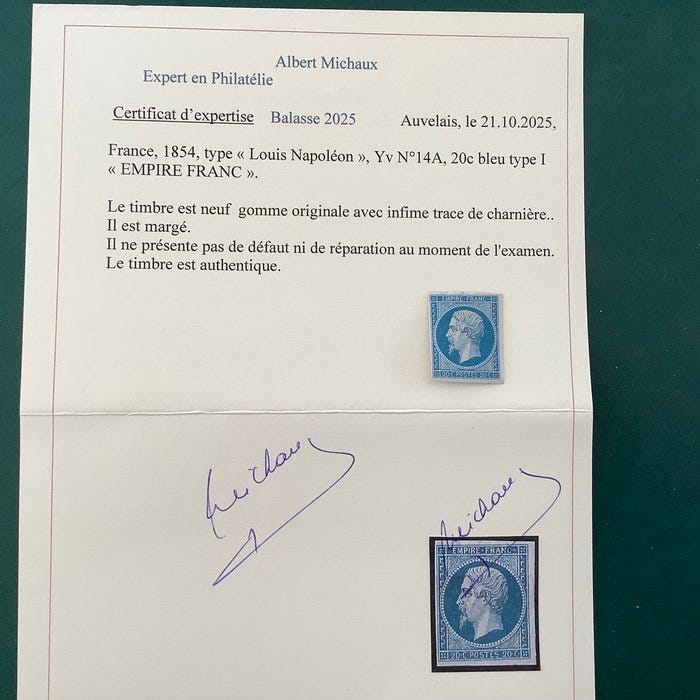 Albert Michaux
Expert en Philatélie
Certificat d’expertise Balasse 2025 Auvelais, le 21.10.2025,
France, 1854, type « Louis Napoléon », Yv N°14A, 20c bleu type I
« EMPIRE FRANC ».
Le timbre est neuf gomme originale avec infime trace de charnière..
Il est margé.
Il ne présente pas de défaut ni de réparation au moment de l'examen.
Le timbre est authentique.
EMPIRE FRANC
20 C POSTES 20 C
Michaux
Michaux
EMPIRE FRANC
20 C POSTES 20 C